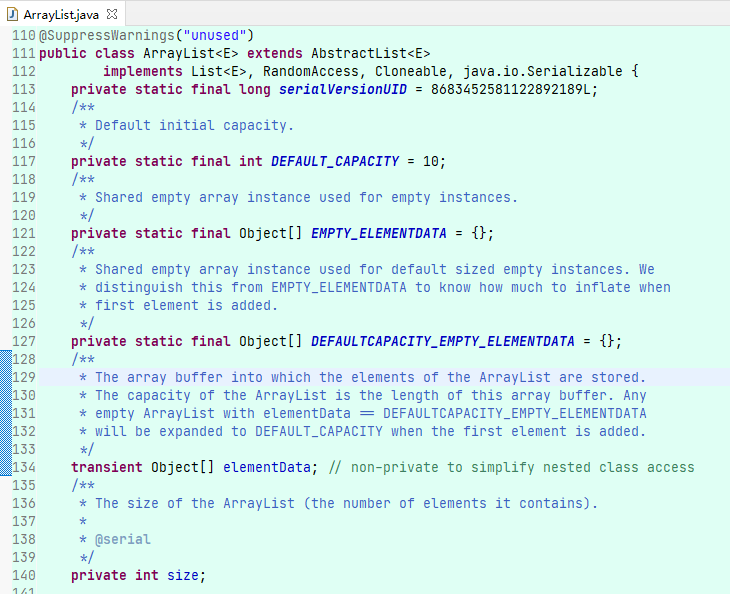 ArrayList.java
110 @SuppressWarnings("unused")
111 public class ArrayList<E> extends AbstractList<E>
112         implements List<E>, RandomAccess, Cloneable, java.io.Serializable {
113     private static final long serialVersionUID = 8683452581122892189L;
114     /**
115      * Default initial capacity.
116      */
117     private static final int DEFAULT_CAPACITY = 10;
118     /**
119      * Shared empty array instance used for empty instances.
120      */
121     private static final Object[] EMPTY_ELEMENTDATA = {};
122     /**
123      * Shared empty array instance used for default sized empty instances. We
124      * distinguish this from EMPTY_ELEMENTDATA to know how much to inflate when
125      * first element is added.
126      */
127     private static final Object[] DEFAULTCAPACITY_EMPTY_ELEMENTDATA = {};
128     /**
129      * The array buffer into which the elements of the ArrayList are stored.
130      * The capacity of the ArrayList is the length of this array buffer. Any
131      * empty ArrayList with elementData == DEFAULTCAPACITY_EMPTY_ELEMENTDATA
132      * will be expanded to DEFAULT_CAPACITY when the first element is added.
133      */
134     transient Object[] elementData; // non-private to simplify nested class access
135     /**
136      * The size of the ArrayList (the number of elements it contains).
137      *
138      * @serial
139      */
140     private int size;
141